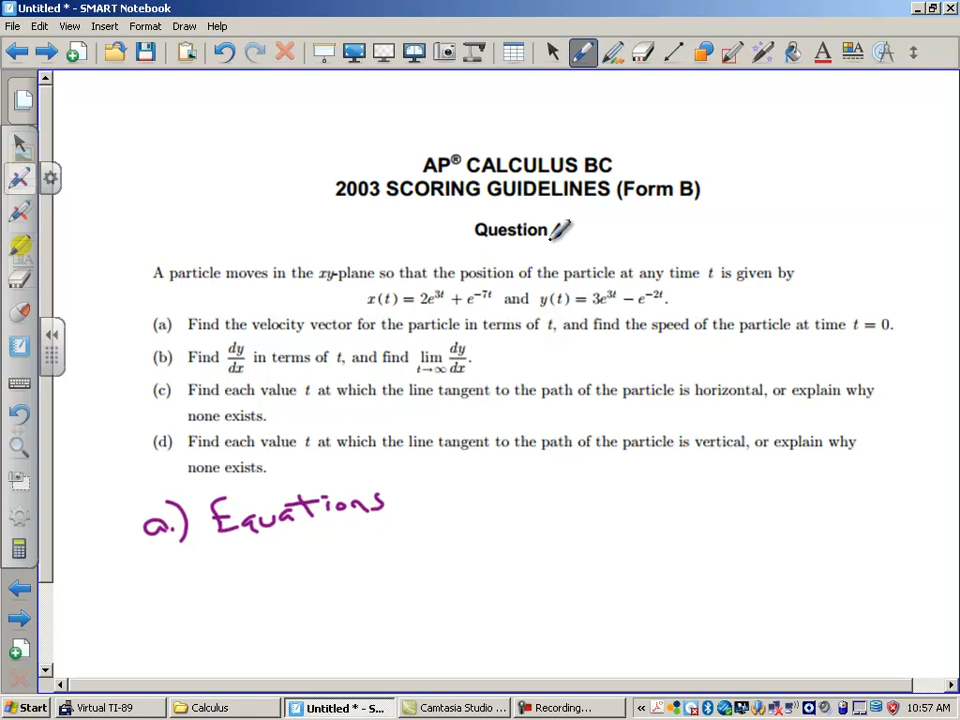 Untitled * - SMART Notebook
File Edit View Insert Format Draw Help
AP® CALCULUS BC
2003 SCORING GUIDELINES (Form B)
Question
A particle moves in the xy-plane so that the position of the particle at any time t is given by
x(t) = 2e^{3t} + e^{-7t} and y(t) = 3e^{3t} − e^{-2t}.
(a) Find the velocity vector for the particle in terms of t, and find the speed of the particle at time t = 0.
(b) Find dy/dx in terms of t, and find lim t→∞ dy/dx.
(c) Find each value t at which the line tangent to the path of the particle is horizontal, or explain why
none exists.
(d) Find each value t at which the line tangent to the path of the particle is vertical, or explain why
none exists.
a.) Equations
Start Virtual TI-89 Calculus Untitled * - S... Camtasia Studio ... Recording... 10:57 AM